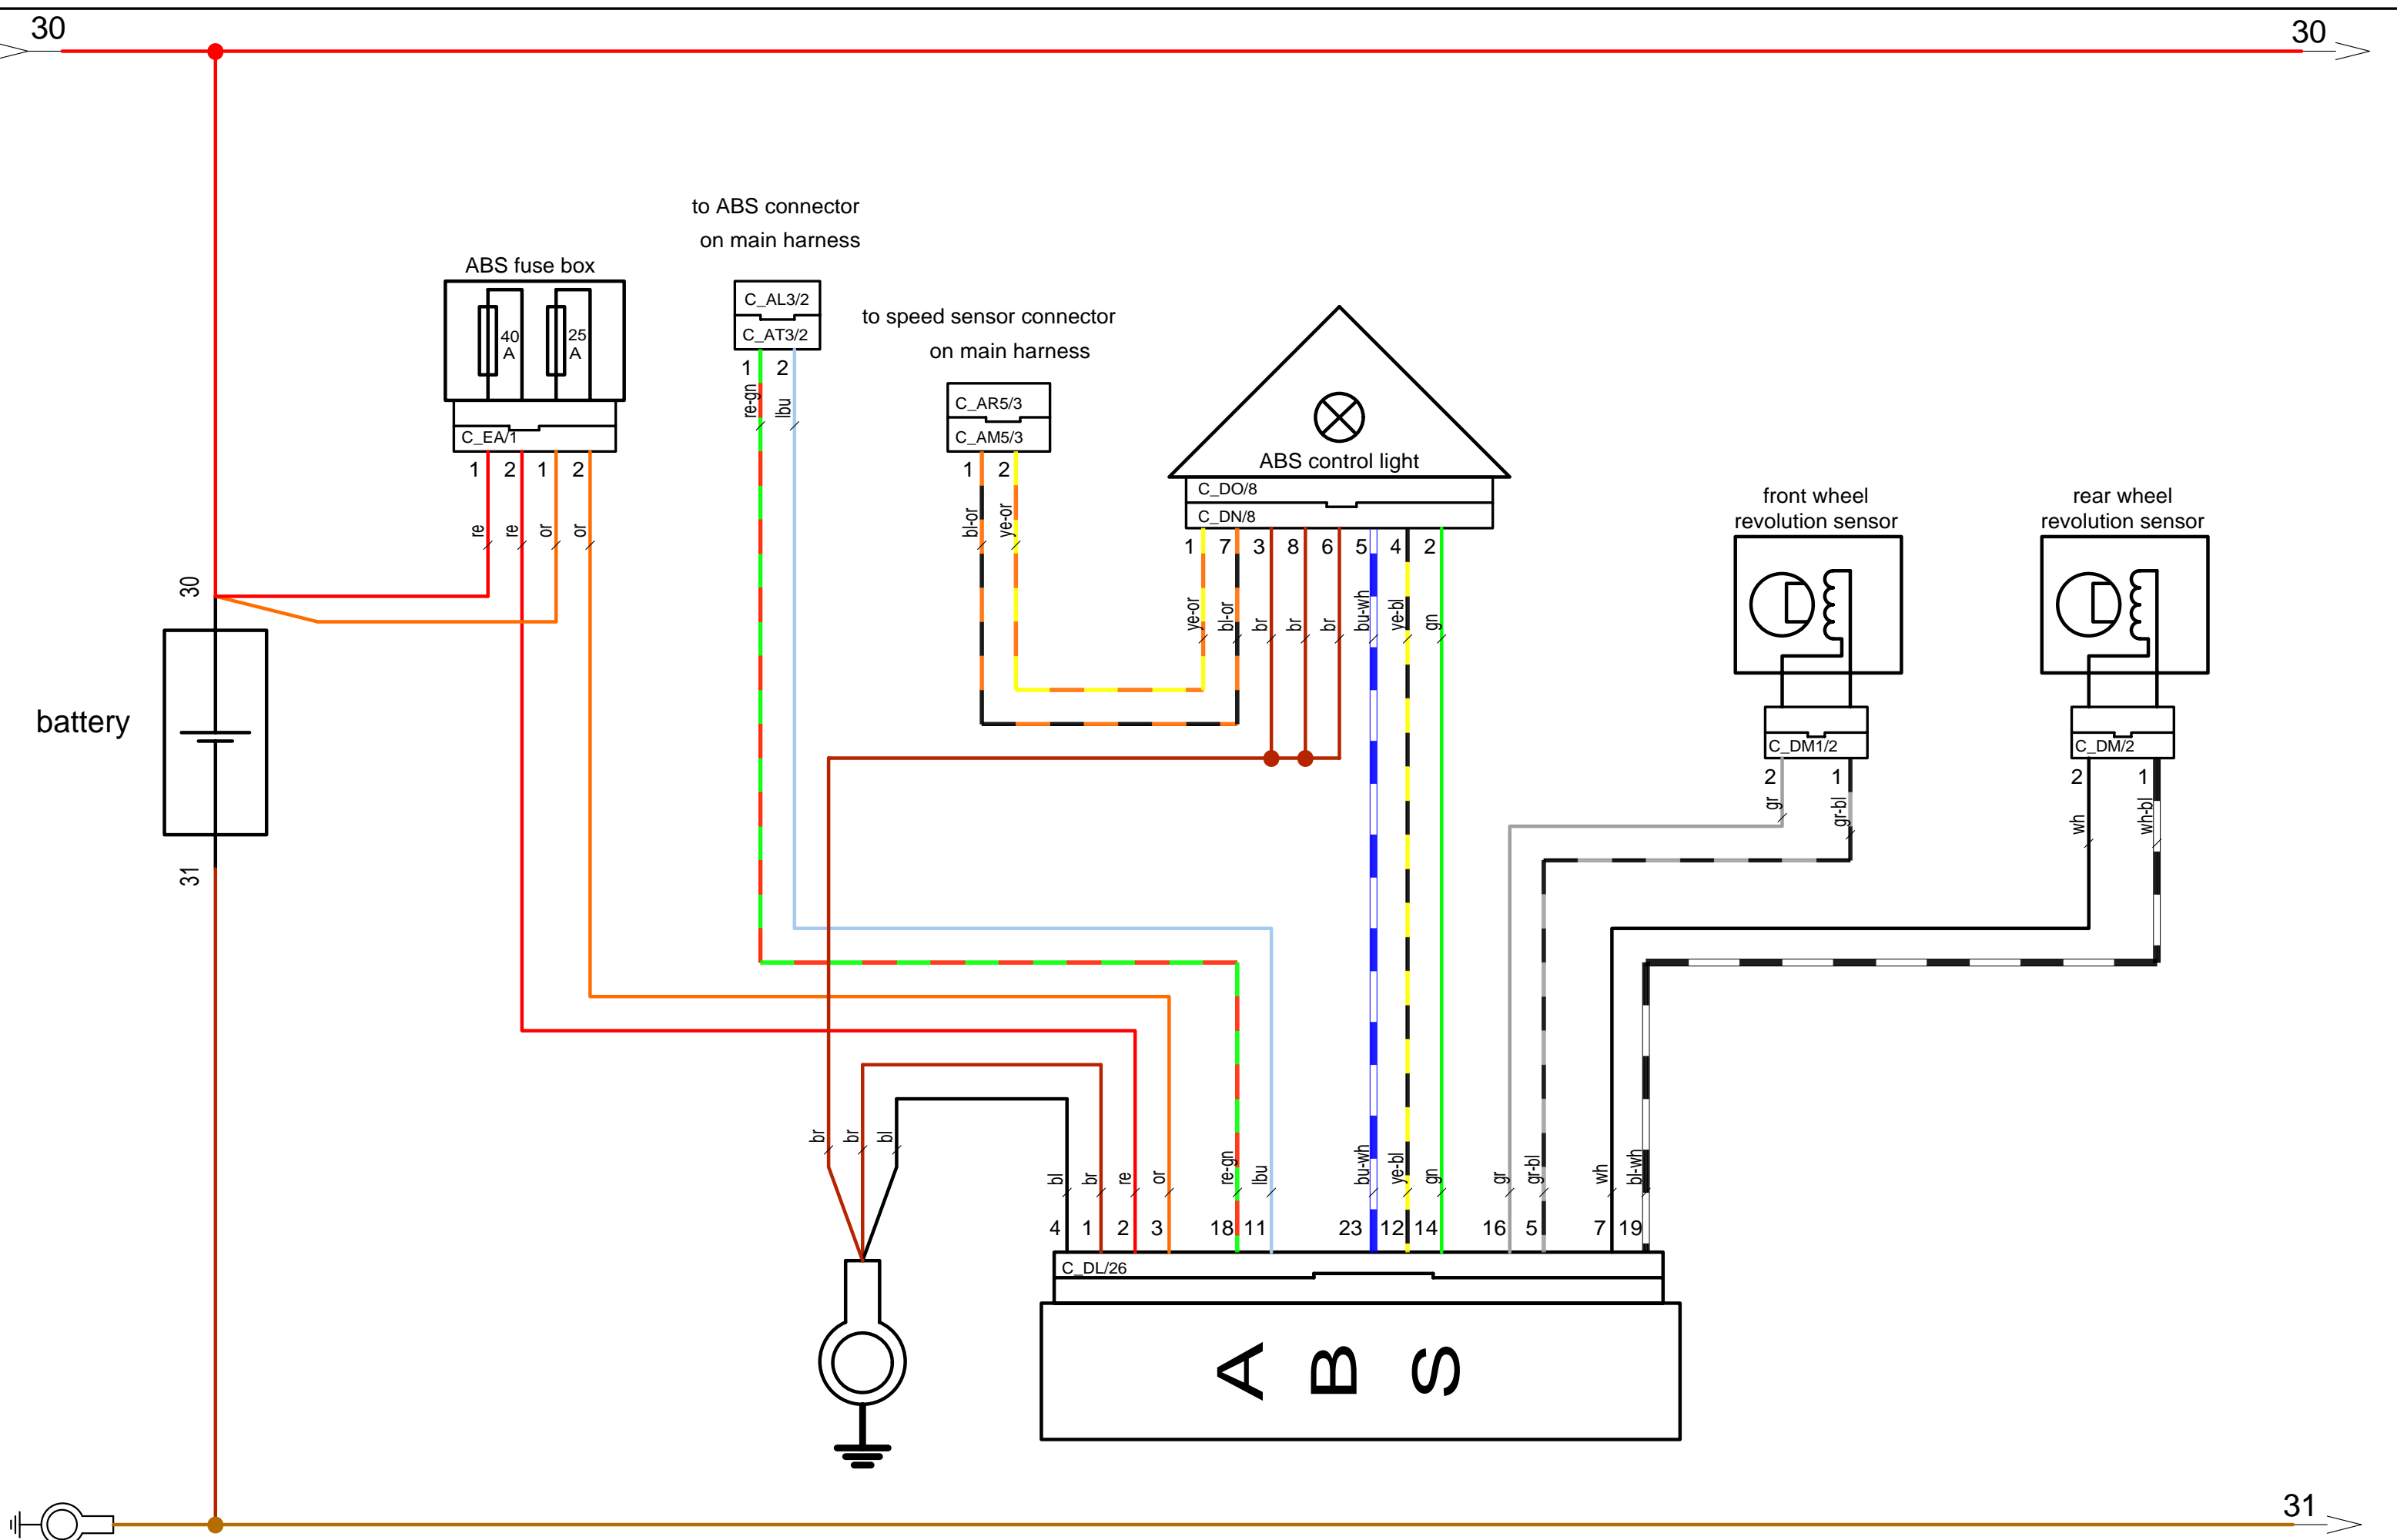 30
30
to ABS connector
on main harness
ABS fuse box
40
A
25
A
C_EA/1
1 2 1 2
re re or or
C_AL3/2
C_AT3/2
1 2
re-gn lbu
to speed sensor connector
on main harness
C_AR5/3
C_AM5/3
1 2
bl-or ye-or
ABS control light
C_DO/8
C_DN/8
1 7 3 8 6 5 4 2
ye-or bl-or br br br bu-wh ye-bl gn
front wheel
revolution sensor
C_DM1/2
2 1
gr gr-bl
rear wheel
revolution sensor
C_DM/2
2 1
wh wh-bl
30
battery
31
br br bl
bl br re or re-gn lbu bu-wh ye-bl gn gr gr-bl wh bl-wh
4 1 2 3 18 11 23 12 14 16 5 7 19
C_DL/26
A B S
31